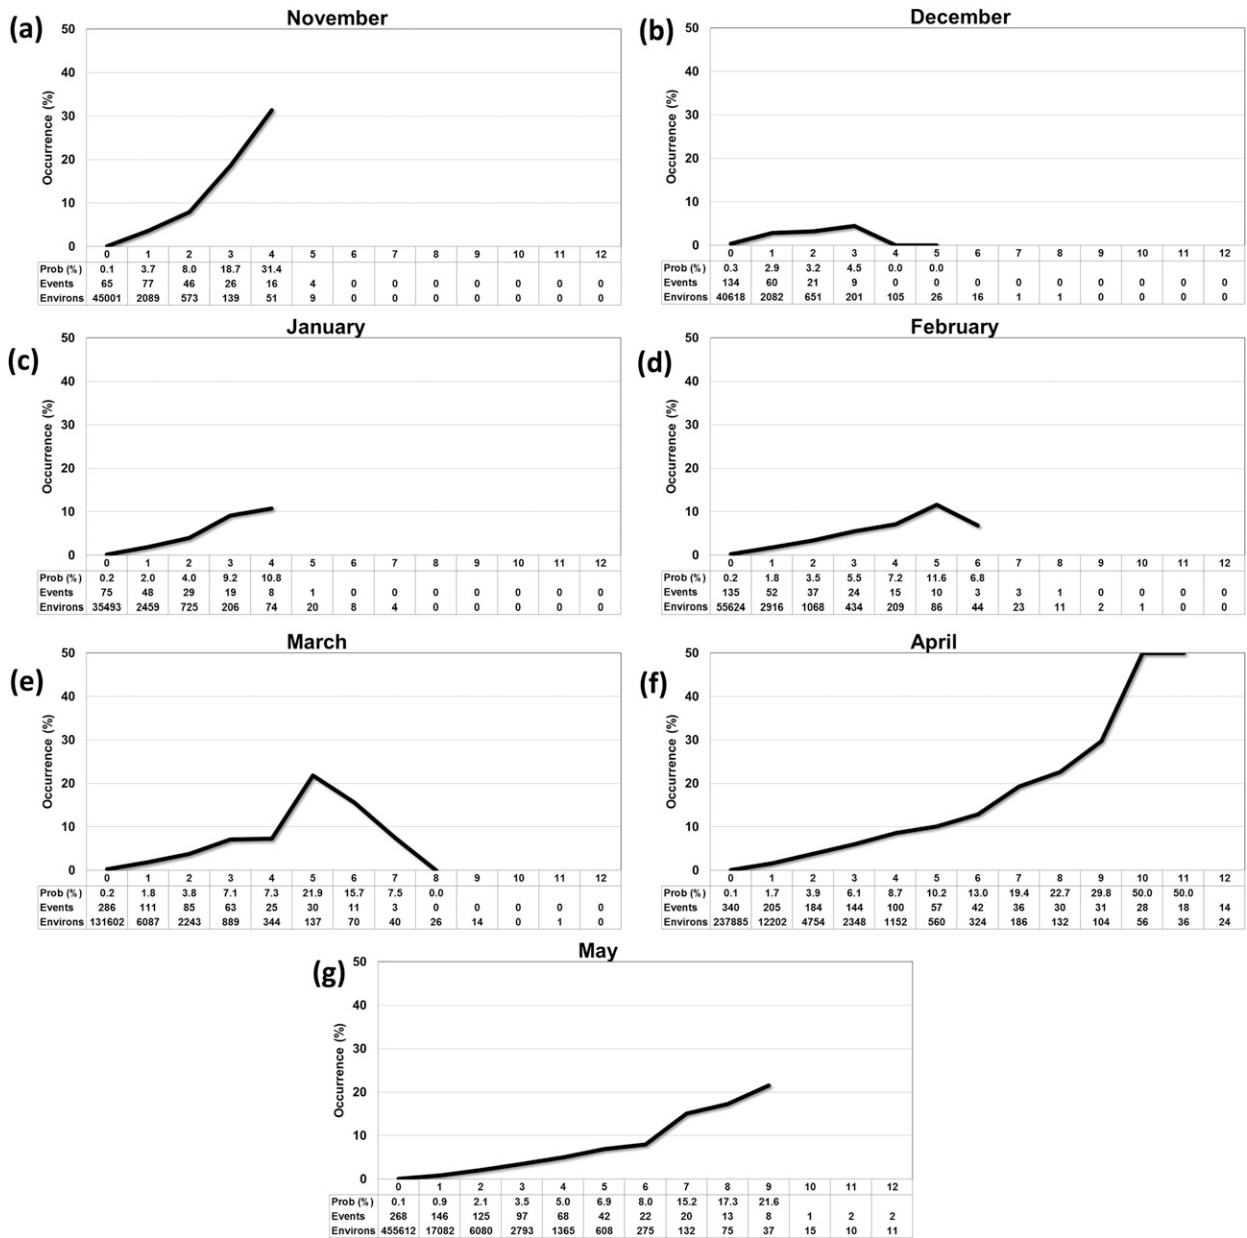 (a)
November
Occurrence (%)
50
40
30
20
10
0
0 1 2 3 4 5 6 7 8 9 10 11 12
Prob (%) 0.1 3.7 8.0 18.7 31.4
Events 65 77 46 26 16 4 0 0 0 0 0 0 0
Environs 45001 2089 573 139 51 9 0 0 0 0 0 0 0
(b)
December
Occurrence (%)
50
40
30
20
10
0
0 1 2 3 4 5 6 7 8 9 10 11 12
Prob (%) 0.3 2.9 3.2 4.5 0.0 0.0
Events 134 60 21 9 0 0 0 0 0 0 0 0 0
Environs 40618 2082 651 201 105 26 16 1 1 0 0 0 0
(c)
January
Occurrence (%)
50
40
30
20
10
0
0 1 2 3 4 5 6 7 8 9 10 11 12
Prob (%) 0.2 2.0 4.0 9.2 10.8
Events 75 48 29 19 8 1 0 0 0 0 0 0 0
Environs 35493 2459 725 206 74 20 8 4 0 0 0 0 0
(d)
February
Occurrence (%)
50
40
30
20
10
0
0 1 2 3 4 5 6 7 8 9 10 11 12
Prob (%) 0.2 1.8 3.5 5.5 7.2 11.6 6.8
Events 135 52 37 24 15 10 3 3 1 0 0 0 0
Environs 55624 2916 1068 434 209 86 44 23 11 2 1 0 0
(e)
March
Occurrence (%)
50
40
30
20
10
0
0 1 2 3 4 5 6 7 8 9 10 11 12
Prob (%) 0.2 1.8 3.8 7.1 7.3 21.9 15.7 7.5 0.0
Events 286 111 85 63 25 30 11 3 0 0 0 0 0
Environs 131602 6087 2243 889 344 137 70 40 26 14 0 1 0
(f)
April
Occurrence (%)
50
40
30
20
10
0
0 1 2 3 4 5 6 7 8 9 10 11 12
Prob (%) 0.1 1.7 3.9 6.1 8.7 10.2 13.0 19.4 22.7 29.8 50.0 50.0
Events 340 205 184 144 100 57 42 36 30 31 28 18 14
Environs 237885 12202 4754 2348 1152 560 324 186 132 104 56 36 24
(g)
May
Occurrence (%)
50
40
30
20
10
0
0 1 2 3 4 5 6 7 8 9 10 11 12
Prob (%) 0.1 0.9 2.1 3.5 5.0 6.9 8.0 15.2 17.3 21.6
Events 268 146 125 97 68 42 22 20 13 8 1 2 2
Environs 455612 17082 6080 2793 1365 608 275 132 75 37 15 10 11